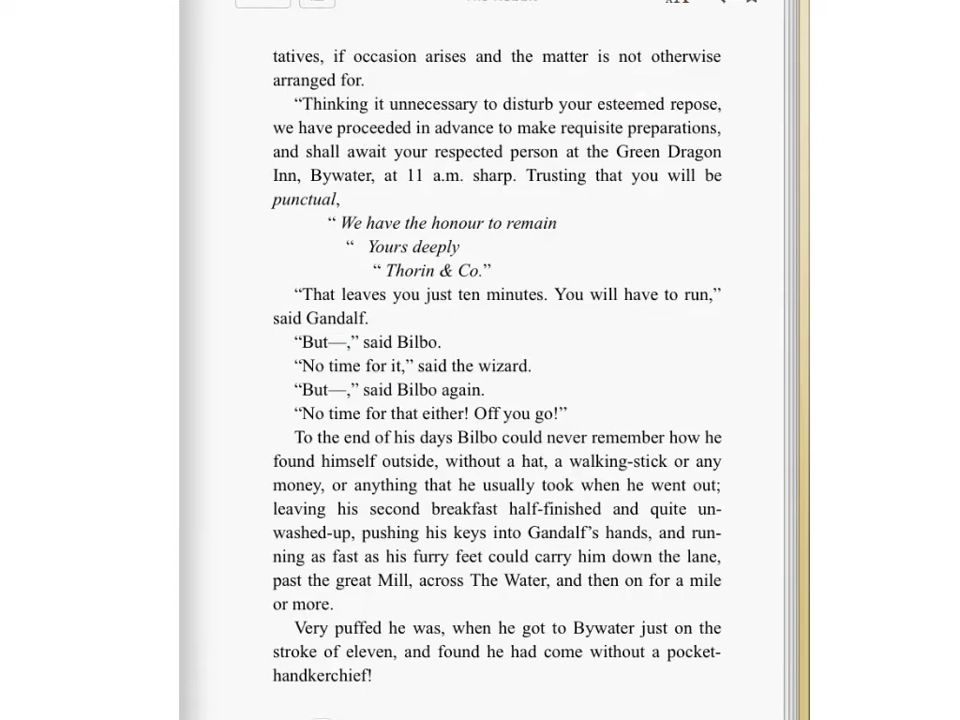 tatives, if occasion arises and the matter is not otherwise
arranged for.
“Thinking it unnecessary to disturb your esteemed repose,
we have proceeded in advance to make requisite preparations,
and shall await your respected person at the Green Dragon
Inn, Bywater, at 11 a.m. sharp. Trusting that you will be
punctual,
“ We have the honour to remain
“ Yours deeply
“ Thorin & Co.”
“That leaves you just ten minutes. You will have to run,”
said Gandalf.
“But—,” said Bilbo.
“No time for it,” said the wizard.
“But—,” said Bilbo again.
“No time for that either! Off you go!”
To the end of his days Bilbo could never remember how he
found himself outside, without a hat, a walking-stick or any
money, or anything that he usually took when he went out;
leaving his second breakfast half-finished and quite un-
washed-up, pushing his keys into Gandalf’s hands, and run-
ning as fast as his furry feet could carry him down the lane,
past the great Mill, across The Water, and then on for a mile
or more.
Very puffed he was, when he got to Bywater just on the
stroke of eleven, and found he had come without a pocket-
handkerchief!